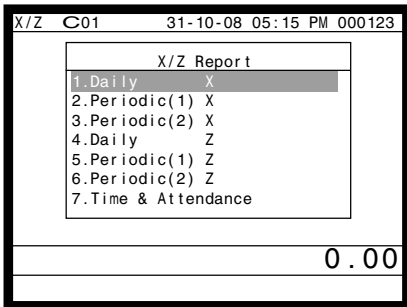 X/Z C01 31-10-08 05:15 PM 000123
X/Z Report
1.Daily X
2.Periodic(1) X
3.Periodic(2) X
4.Daily Z
5.Periodic(1) Z
6.Periodic(2) Z
7.Time & Attendance
0.00